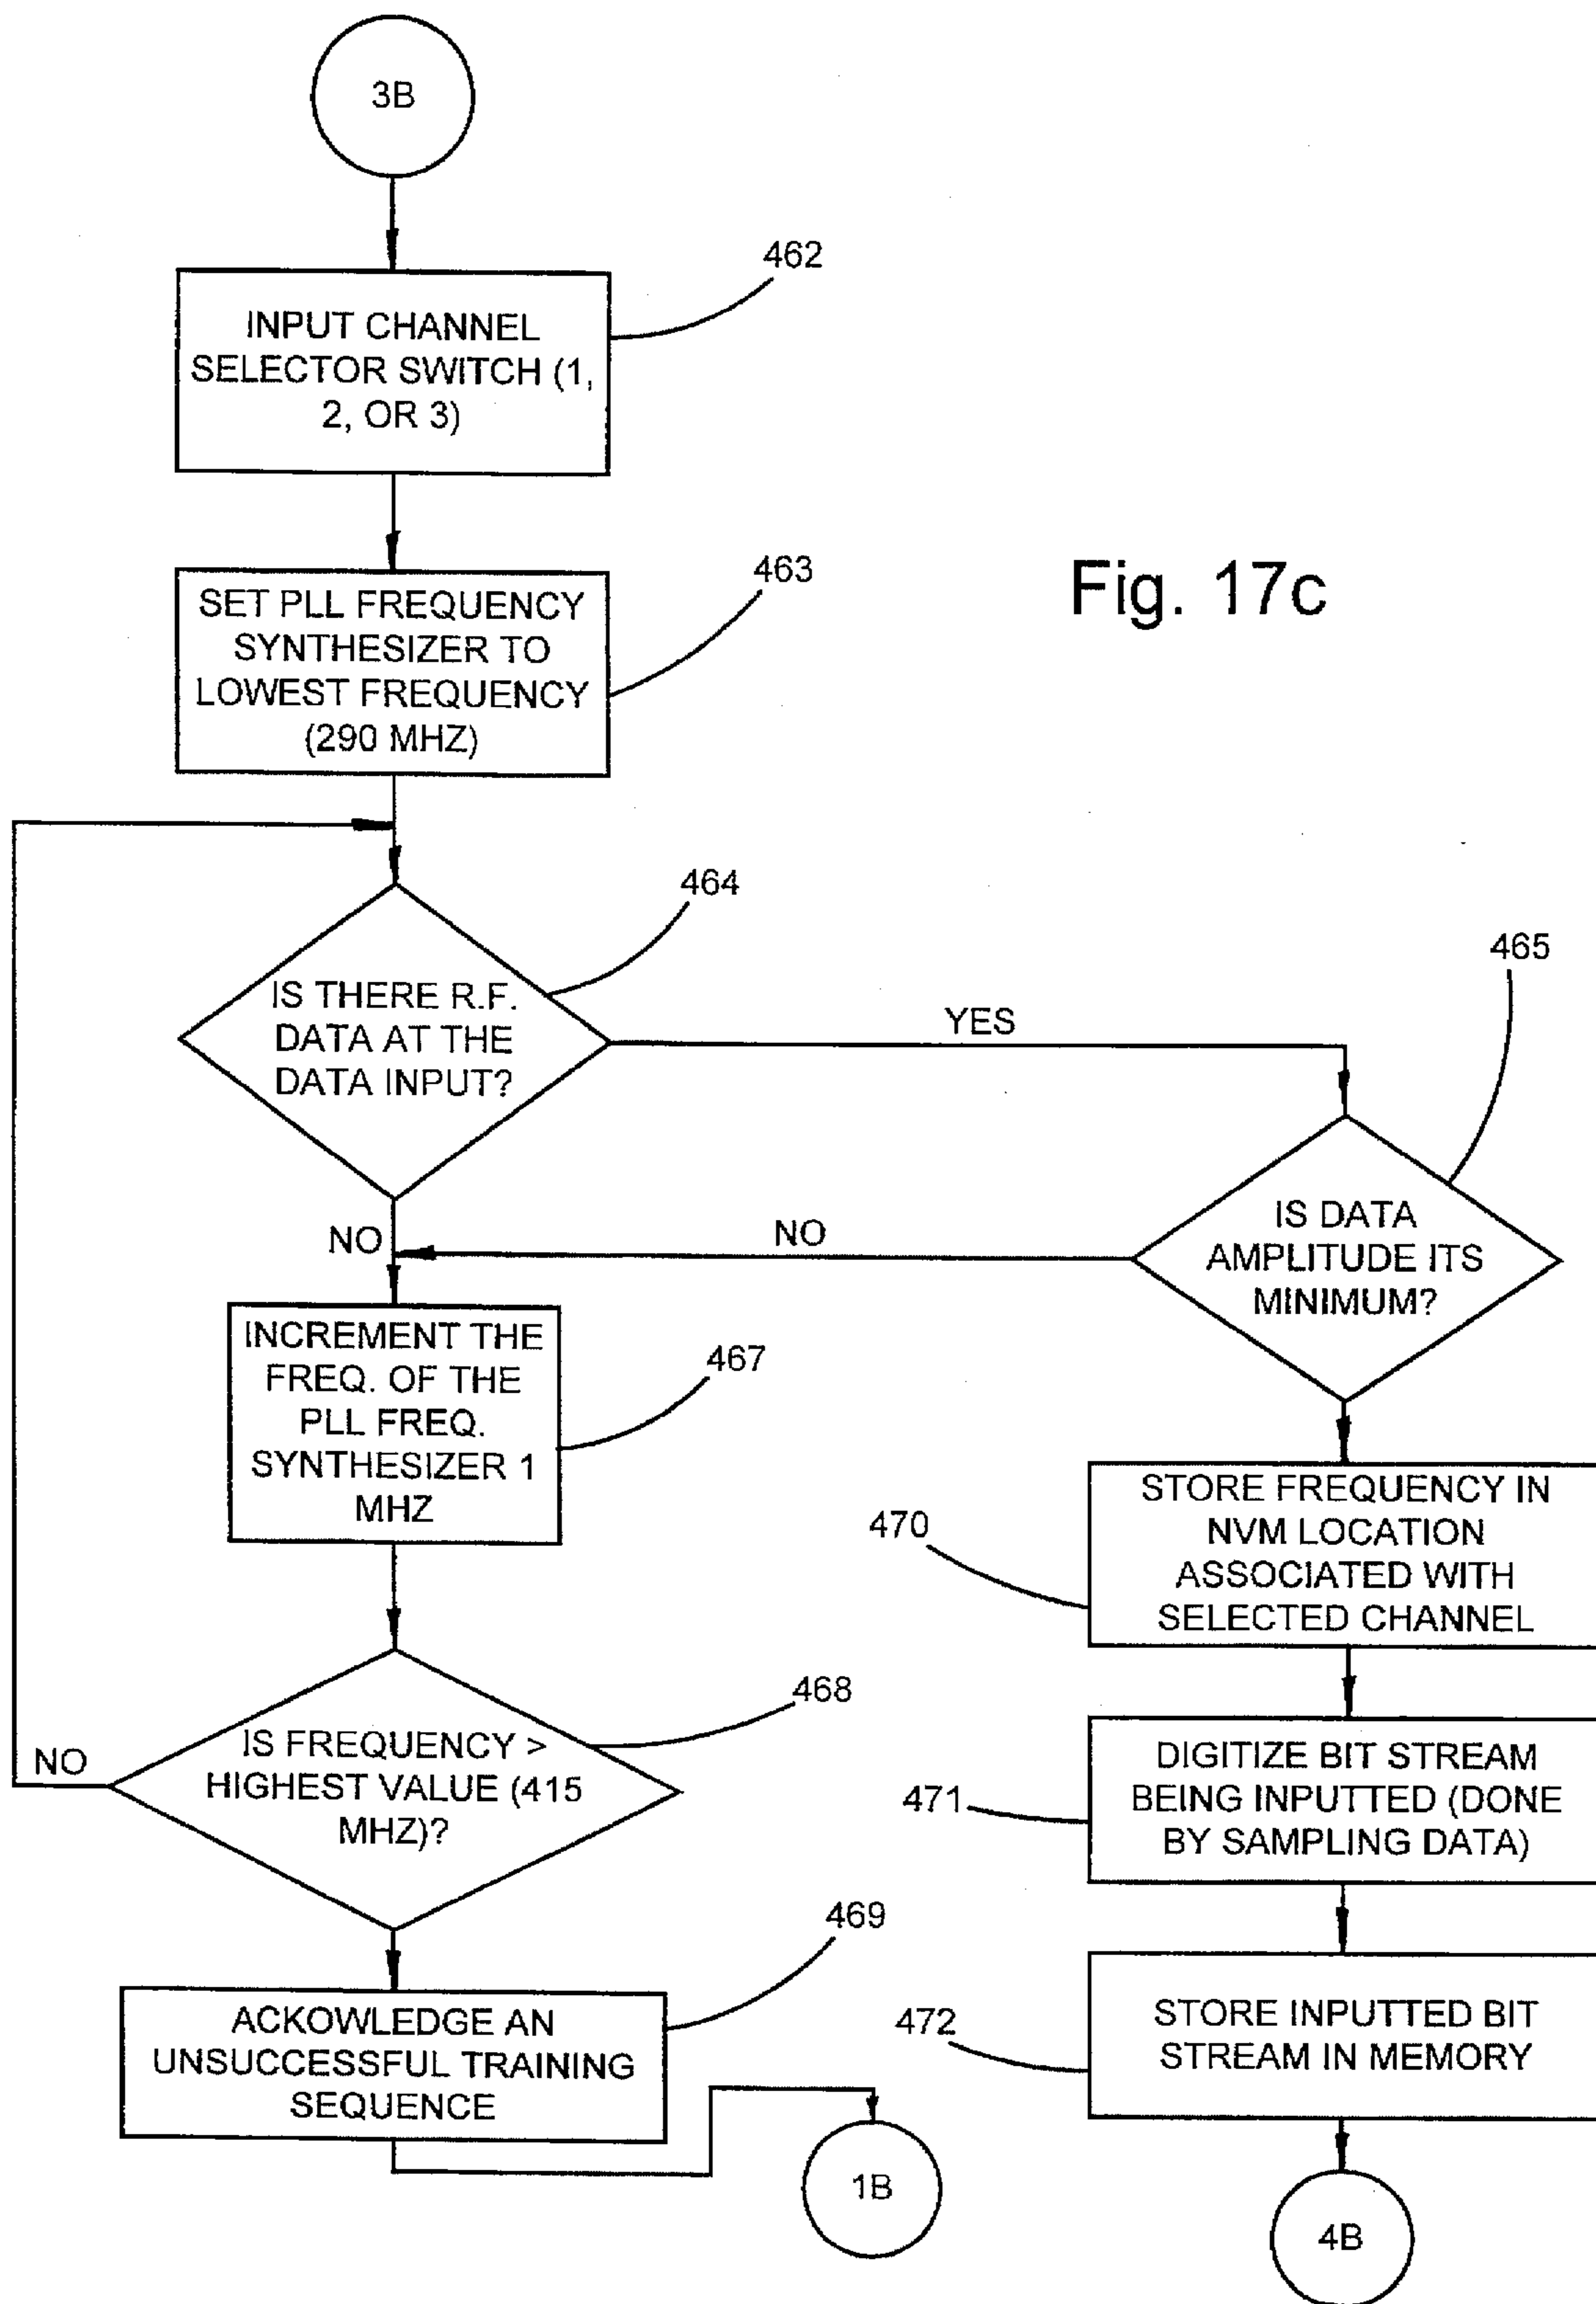 3B
462
INPUT CHANNEL
SELECTOR SWITCH (1,
2, OR 3)
463
SET PLL FREQUENCY
SYNTHESIZER TO
LOWEST FREQUENCY
(290 MHZ)
Fig. 17c
464
IS THERE R.F.
DATA AT THE
DATA INPUT?
YES
465
IS DATA
AMPLITUDE ITS
MINIMUM?
NO
NO
INCREMENT THE
FREQ. OF THE
PLL FREQ.
SYNTHESIZER 1
MHZ
467
468
IS FREQUENCY >
HIGHEST VALUE (415
MHZ)?
NO
469
ACKOWLEDGE AN
UNSUCCESSFUL TRAINING
SEQUENCE
1B
470
STORE FREQUENCY IN
NVM LOCATION
ASSOCIATED WITH
SELECTED CHANNEL
471
DIGITIZE BIT STREAM
BEING INPUTTED (DONE
BY SAMPLING DATA)
472
STORE INPUTTED BIT
STREAM IN MEMORY
4B